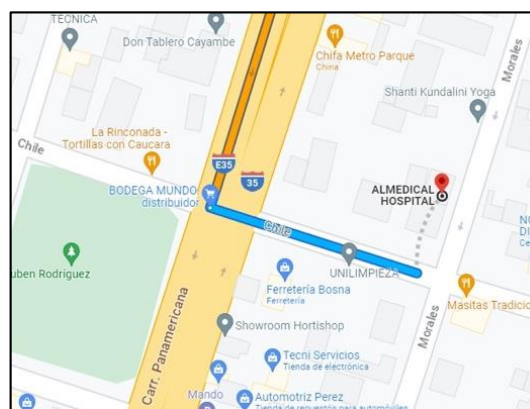 TÉCNICA
Don Tablero Cayambe
Chifa Metro Parque
China
Morales
Shanti Kundalini Yoga
La Rinconada -
Tortillas con Caucara
Chile
E35
35
BODEGA MUNDO
distribuidor
ALMEDICAL
HOSPITAL
Chile
UNILIMPIEZA
uben Rodriguez
Ferretería Bosna
Ferretería
Masitas Tradicio
Carr. Panamericana
Showroom Hortishop
Morales
Tecni Servicios
Tienda de electrónica
Mando
Automotriz Perez
Tienda de repuestos para automóviles